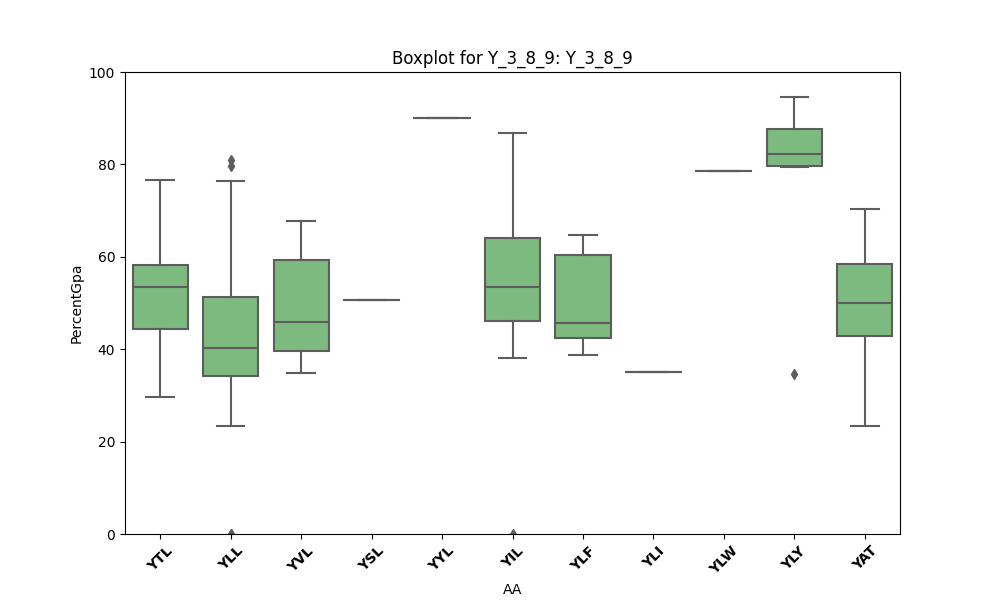 Boxplot for Y_3_8_9: Y_3_8_9
100
80
60
40
20
0
PercentGpa
YTL YLL YVL YSL YYL YIL YLF YLI YLW YLY YAT
AA